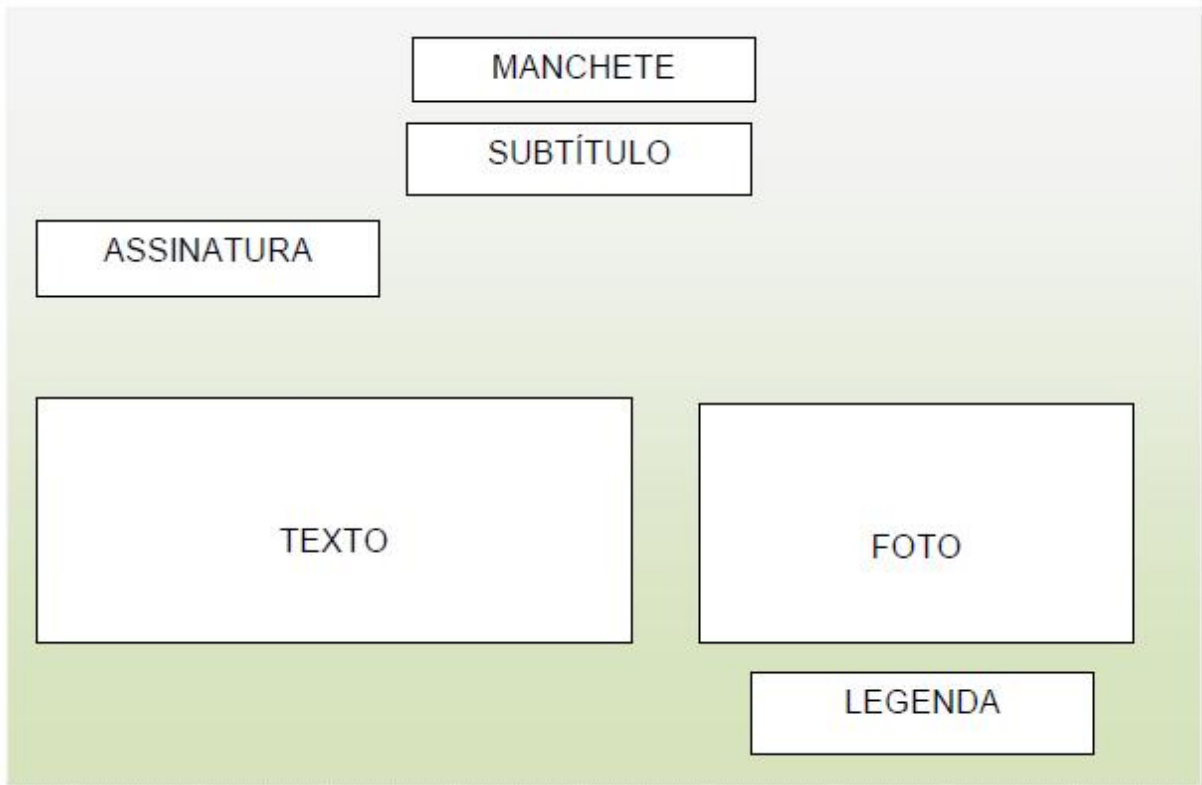 MANCHETE
SUBTÍTULO
ASSINATURA
TEXTO
FOTO
LEGENDA